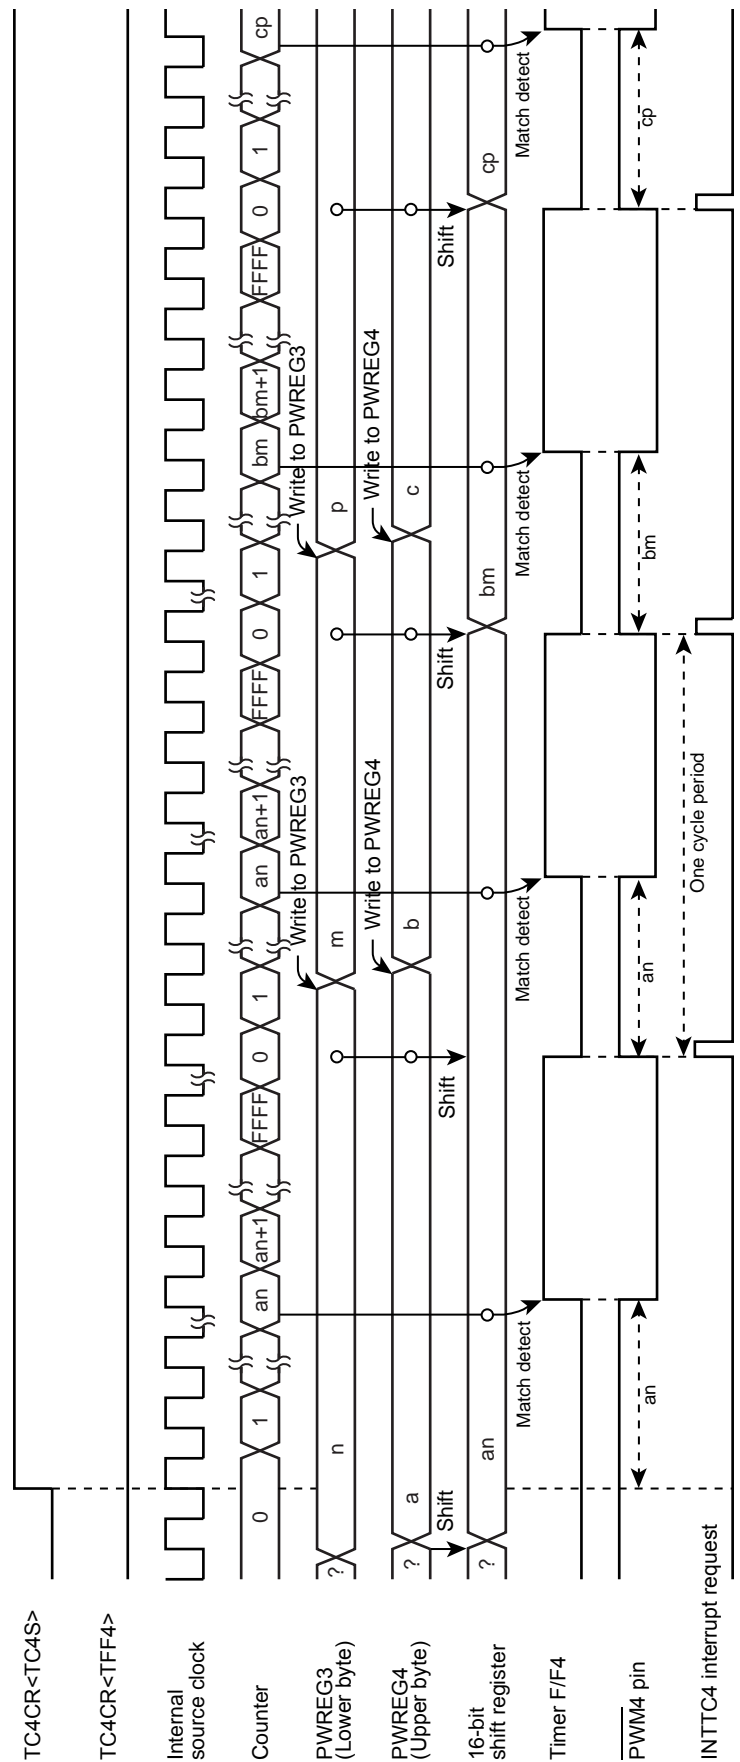 TC4CR<TC4S>
TC4CR<TFF4>
Internal
source clock
Counter
0 1 an an+1 FFFF 0 1 an an+1 FFFF 0 1 bm bm+1 FFFF 0 1 cp
Write to PWREG3
Write to PWREG3
PWREG3
(Lower byte)
? n m p
Write to PWREG4
Write to PWREG4
PWREG4
(Upper byte)
? a b c
Shift
Shift
Shift
Shift
16-bit
shift register
? an bm cp
Match detect
Match detect
Match detect
Match detect
Timer F/F4
PWM4 pin
an an bm cp
One cycle period
INTTC4 interrupt request